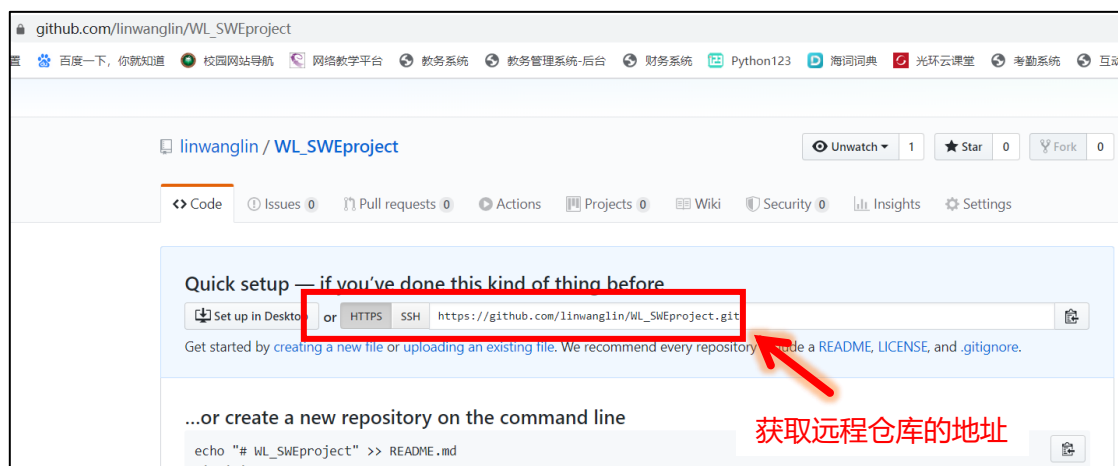 github.com/linwanglin/WL_SWEproject
置 百度一下，你就知道 校园网站导航 网络教学平台 教务系统 教务管理系统-后台 财务系统 Python123 海词词典 光环云课堂 考勤系统 互动
linwanglin / WL_SWEproject Unwatch 1 Star 0 Fork 0
Code Issues 0 Pull requests 0 Actions Projects 0 Wiki Security 0 Insights Settings
Quick setup — if you've done this kind of thing before
Set up in Desktop or HTTPS SSH https://github.com/linwanglin/WL_SWEproject.git
Get started by creating a new file or uploading an existing file. We recommend every repository include a README, LICENSE, and .gitignore.
...or create a new repository on the command line
获取远程仓库的地址
echo "# WL_SWEproject" >> README.md